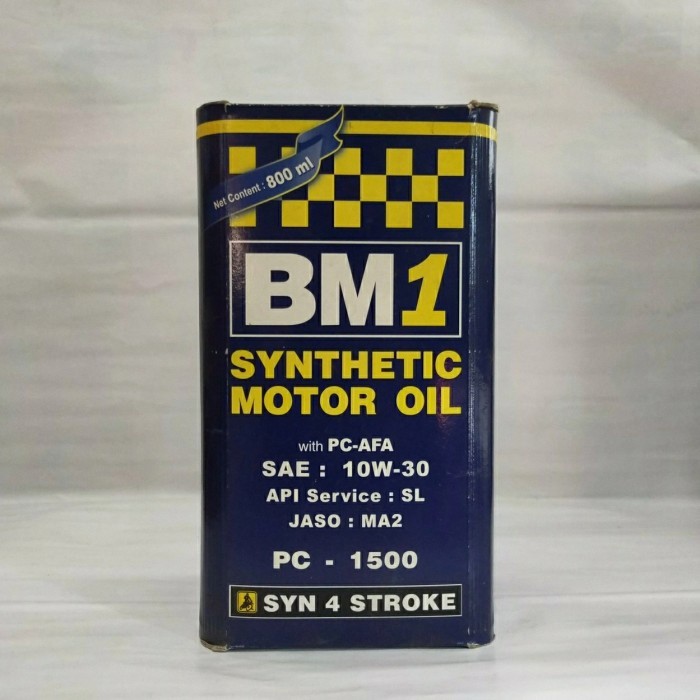 Net Content : 800 ml
BM1
SYNTHETIC
MOTOR OIL
with PC-AFA
SAE : 10W-30
API Service : SL
JASO : MA2
PC - 1500
SYN 4 STROKE